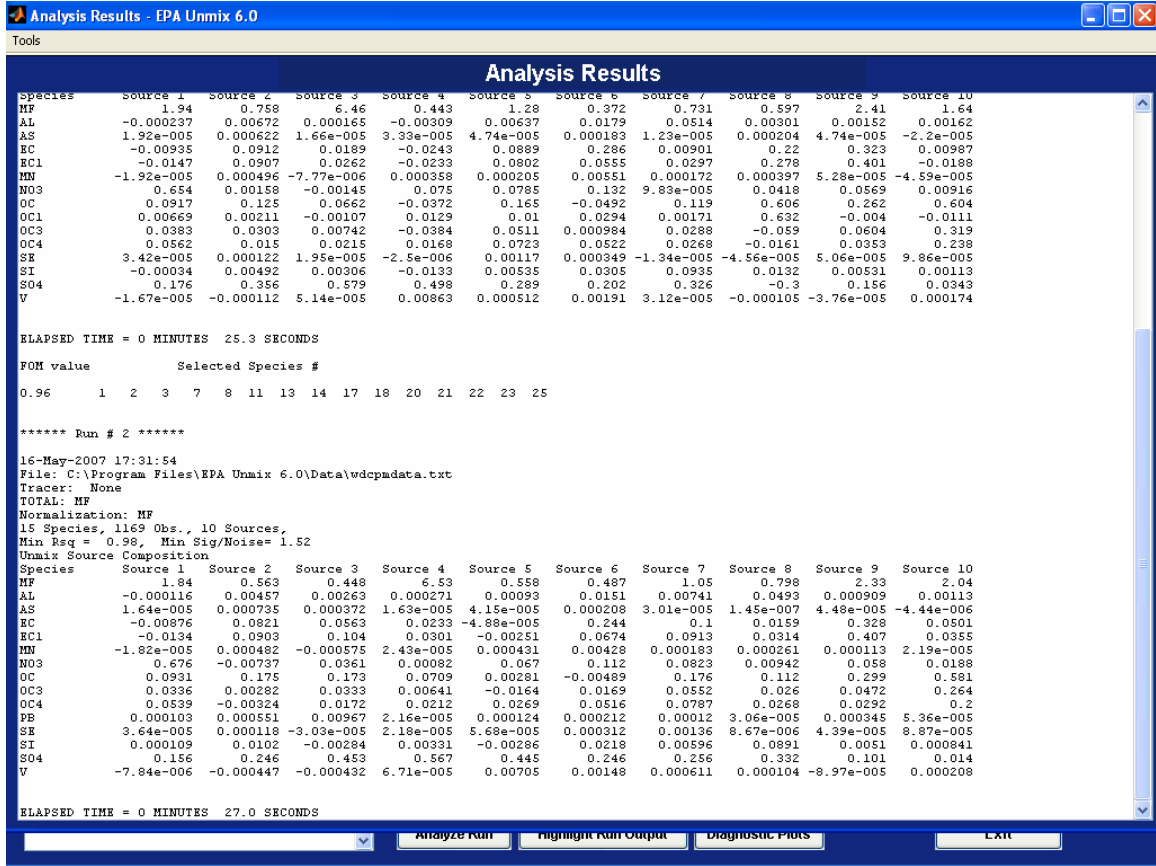 Analysis Results - EPA Unmix 6.0
Tools
Analysis Results
Species Source 1 Source 2 Source 3 Source 4 Source 5 Source 6 Source 7 Source 8 Source 9 Source 10
MF 1.94 0.758 6.46 0.443 1.28 0.372 0.731 0.597 2.41 1.64
AL -0.000237 0.00672 0.000165 -0.00309 0.00637 0.0179 0.0514 0.00301 0.00152 0.00162
AS 1.92e-005 0.000622 1.66e-005 3.33e-005 4.74e-005 0.000183 1.23e-005 0.000204 4.74e-005 -2.2e-005
EC -0.00935 0.0912 0.0189 -0.0243 0.0889 0.286 0.00901 0.22 0.323 0.00987
EC1 -0.0147 0.0907 0.0262 -0.0233 0.0802 0.0555 0.0297 0.278 0.401 -0.0188
MN -1.92e-005 0.000496 -7.77e-006 0.000358 0.000205 0.00551 0.000172 0.000397 5.28e-005 -4.59e-005
NO3 0.654 0.00158 -0.00145 0.075 0.0785 0.132 9.83e-005 0.0418 0.0569 0.00916
OC 0.0917 0.125 0.0662 -0.0372 0.165 -0.0492 0.119 0.606 0.262 0.604
OC1 0.00669 0.00211 -0.00107 0.0129 0.01 0.0294 0.00171 0.632 -0.004 -0.0111
OC3 0.0383 0.0303 0.00742 -0.0384 0.0511 0.000984 0.0288 -0.059 0.0604 0.319
OC4 0.0562 0.015 0.0215 0.0168 0.0723 0.0522 0.0268 -0.0161 0.0353 0.238
SE 3.42e-005 0.000122 1.95e-005 -2.5e-006 0.00117 0.000349 -1.34e-005 -4.56e-005 5.06e-005 9.86e-005
SI -0.00034 0.00492 0.00306 -0.0133 0.00535 0.0305 0.0935 0.0132 0.00531 0.00113
SO4 0.176 0.356 0.579 0.498 0.289 0.202 0.326 -0.3 0.156 0.0343
V -1.67e-005 -0.000112 5.14e-005 0.00863 0.000512 0.00191 3.12e-005 -0.000105 -3.76e-005 0.000174
ELAPSED TIME = 0 MINUTES 25.3 SECONDS
FOM value Selected Species #
0.96 1 2 3 7 8 11 13 14 17 18 20 21 22 23 25
****** Run # 2 ******
16-May-2007 17:31:54
File: C:\Program Files\EPA Unmix 6.0\Data\wdcpmdata.txt
Tracer: None
TOTAL: MF
Normalization: MF
15 Species, 1169 Obs., 10 Sources,
Min Rsq = 0.98, Min Sig/Noise= 1.52
Unmix Source Composition
Species Source 1 Source 2 Source 3 Source 4 Source 5 Source 6 Source 7 Source 8 Source 9 Source 10
MF 1.84 0.563 0.448 6.53 0.558 0.487 1.05 0.798 2.33 2.04
AL -0.000116 0.00457 0.00263 0.000271 0.00093 0.0151 0.00741 0.0493 0.000909 0.00113
AS 1.64e-005 0.000735 0.000372 1.63e-005 4.15e-005 0.000208 3.01e-005 1.45e-007 4.48e-005 -4.44e-006
EC -0.00876 0.0821 0.0563 0.0233 -4.88e-005 0.244 0.1 0.0159 0.328 0.0501
EC1 -0.0134 0.0903 0.104 0.0301 -0.00251 0.0674 0.0913 0.0314 0.407 0.0355
MN -1.82e-005 0.000482 -0.000575 2.43e-005 0.000431 0.00428 0.000183 0.000261 0.000113 2.19e-005
NO3 0.676 -0.00737 0.0361 0.00082 0.067 0.112 0.0823 0.00942 0.058 0.0188
OC 0.0931 0.175 0.173 0.0709 0.00281 -0.00489 0.176 0.112 0.299 0.581
OC3 0.0336 0.00282 0.0333 0.00641 -0.0164 0.0169 0.0552 0.026 0.0472 0.264
OC4 0.0539 -0.00324 0.0172 0.0212 0.0269 0.0516 0.0787 0.0268 0.0292 0.2
PB 0.000103 0.000551 0.00967 2.16e-005 0.000124 0.000212 0.00012 3.06e-005 0.000345 5.36e-005
SE 3.64e-005 0.000118 -3.03e-005 2.18e-005 5.68e-005 0.000312 0.00136 8.67e-006 4.39e-005 8.87e-005
SI 0.000109 0.0102 -0.00284 0.00331 -0.00286 0.0218 0.00596 0.0891 0.0051 0.000841
SO4 0.156 0.246 0.453 0.567 0.445 0.246 0.256 0.332 0.101 0.014
V -7.84e-006 -0.000447 -0.000432 6.71e-005 0.00705 0.00148 0.000611 0.000104 -8.97e-005 0.000208
ELAPSED TIME = 0 MINUTES 27.0 SECONDS
Analyze Run Highlight Run Output Diagnostic Plots Exit